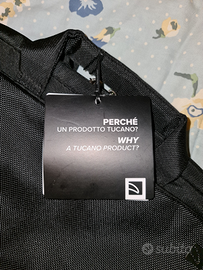 PERCHÉ
UN PRODOTTO TUCANO?
WHY
A TUCANO PRODUCT?
subito